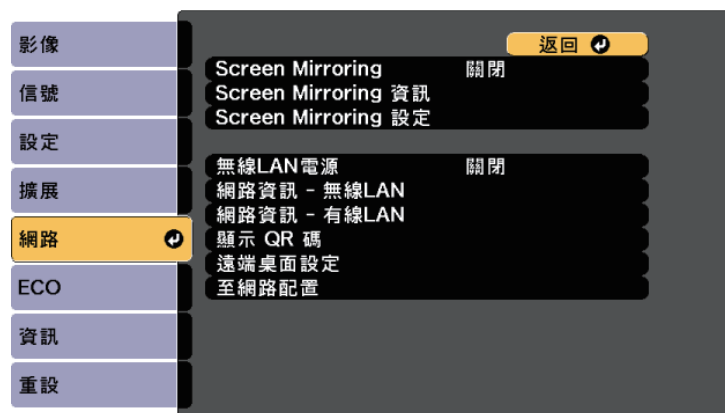 影像
信號
設定
擴展
網路
ECO
資訊
重設
返回
Screen Mirroring 關閉
Screen Mirroring 資訊
Screen Mirroring 設定
無線LAN電源 關閉
網路資訊 - 無線LAN
網路資訊 - 有線LAN
顯示 QR 碼
遠端桌面設定
至網路配置